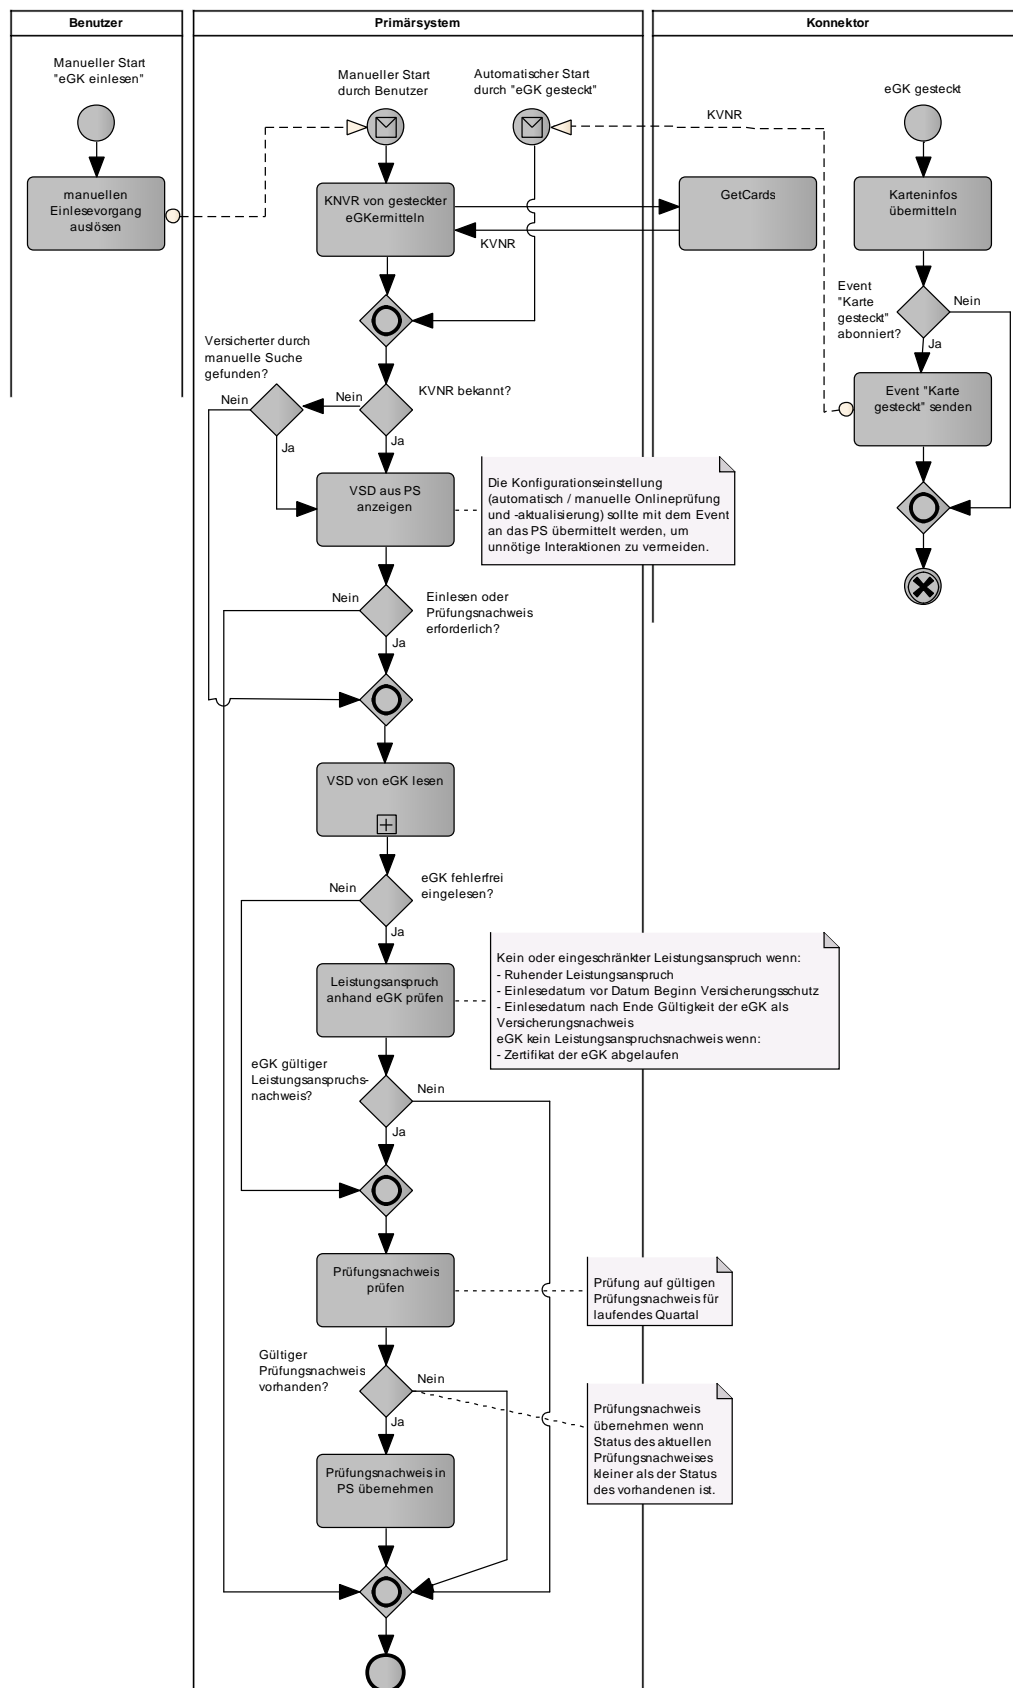 Benutzer
Primärsystem
Konnektor
Manueller Start
"eGK einlesen"
Manueller Start
durch Benutzer
Automatischer Start
durch "eGK gesteckt"
eGK gesteckt
KVNR
manuellen
Einlesevorgang
auslösen
KNVR von gesteckter
eGKermitteln
GetCards
Karteninfos
übermitteln
KVNR
Event
"Karte
gesteckt"
abonniert?
Nein
Ja
Versicherter durch
manuelle Suche
gefunden?
Nein
Nein
KVNR bekannt?
Ja
Ja
Event "Karte
gesteckt" senden
VSD aus PS
anzeigen
Die Konfigurationseinstellung
(automatisch / manuelle Onlineprüfung
und -aktualisierung) sollte mit dem Event
an das PS übermittelt werden, um
unnötige Interaktionen zu vermeiden.
Nein
Einlesen oder
Prüfungsnachweis
erforderlich?
Ja
VSD von eGK lesen
Nein
eGK fehlerfrei
eingelesen?
Ja
Leistungsanspruch
anhand eGK prüfen
Kein oder eingeschränkter Leistungsanspruch wenn:
- Ruhender Leistungsanspruch
- Einlesedatum vor Datum Beginn Versicherungsschutz
- Einlesedatum nach Ende Gültigkeit der eGK als
Versicherungsnachweis
eGK kein Leistungsanspruchsnachweis wenn:
- Zertifikat der eGK abgelaufen
eGK gültiger
Leistungsanspruchs-
nachweis?
Nein
Ja
Prüfungsnachweis
prüfen
Prüfung auf gültigen
Prüfungsnachweis für
laufendes Quartal
Gültiger
Prüfungsnachweis
vorhanden?
Nein
Ja
Prüfungsnachweis
übernehmen wenn
Status des aktuellen
Prüfungsnachweises
kleiner als der Status
des vorhandenen ist.
Prüfungsnachweis in
PS übernehmen